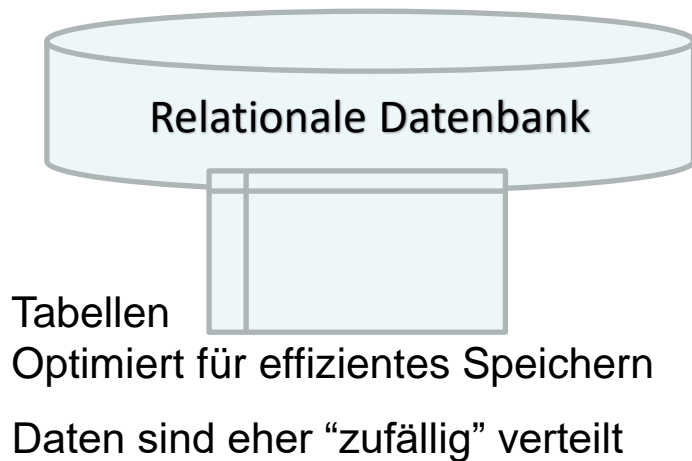 Relationale Datenbank
Tabellen
Optimiert für effizientes Speichern
Daten sind eher “zufällig” verteilt